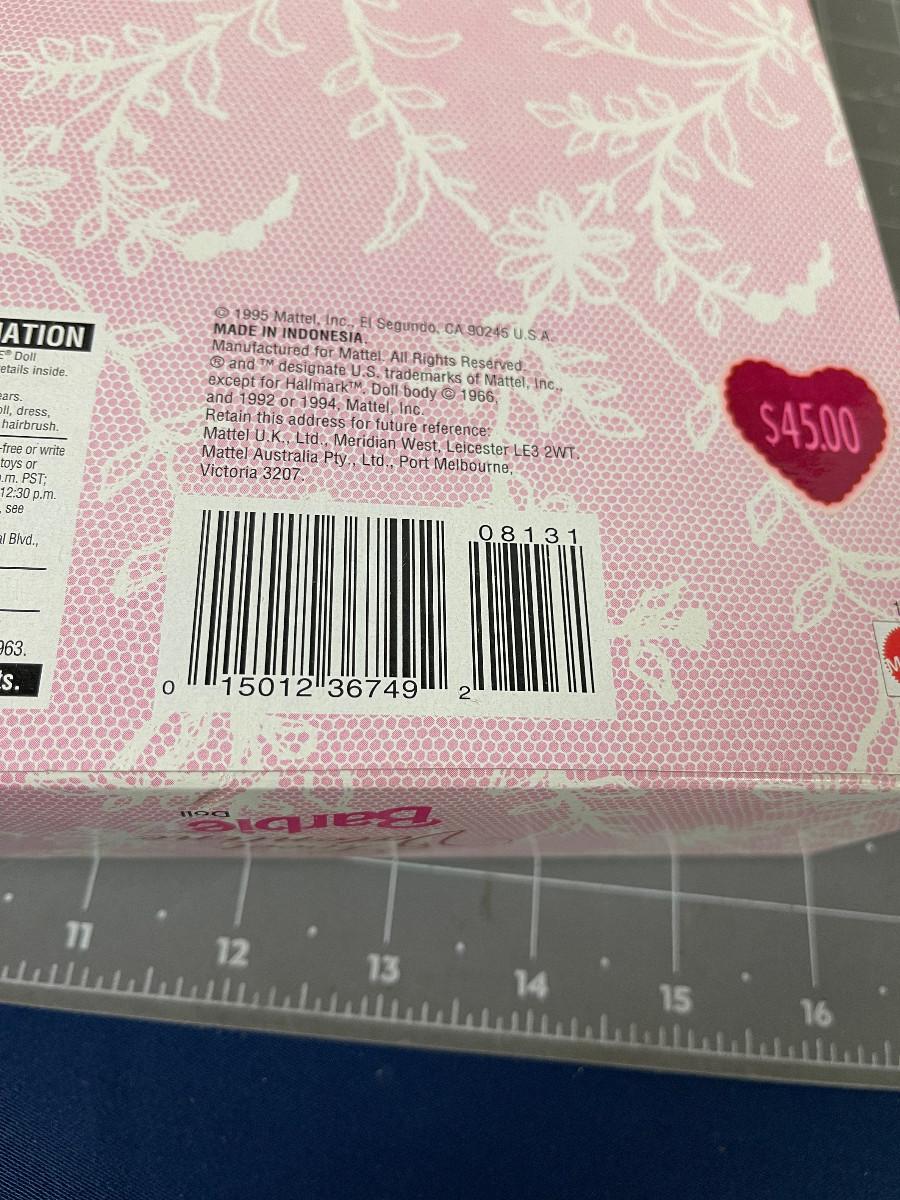 © 1995 Mattel, Inc., El Segundo, CA 90245 U.S.A.
MADE IN INDONESIA.
Manufactured for Mattel. All Rights Reserved.
® and ™ designate U.S. trademarks of Mattel, Inc.,
except for Hallmark™. Doll body © 1966,
and 1992 or 1994, Mattel, Inc.
Retain this address for future reference:
Mattel U.K., Ltd., Meridian West, Leicester LE3 2WT.
Mattel Australia Pty., Ltd., Port Melbourne,
Victoria 3207.
® Doll
etails inside.
ears.
oll, dress,
hairbrush.
-free or write
toys or
.m. PST;
12:30 p.m.
, see
al Blvd.,
963.
ts.
$45.00
08131
0 15012 36749 2
Barbie
Doll
11 12 13 14 15 16